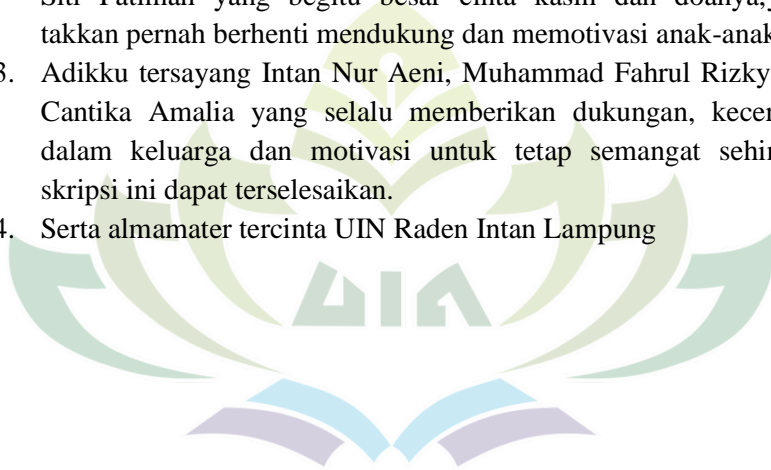 Siti Fatimah yang begitu besar cinta kasih dan doanya,
takkan pernah berhenti mendukung dan memotivasi anak-anak
3. Adikku tersayang Intan Nur Aeni, Muhammad Fahrul Rizky
Cantika Amalia yang selalu memberikan dukungan,
dalam keluarga dan motivasi untuk tetap semangat
skripsi ini dapat terselesaikan.
4. Serta almamater tercinta UIN Raden Intan Lampung
UIN